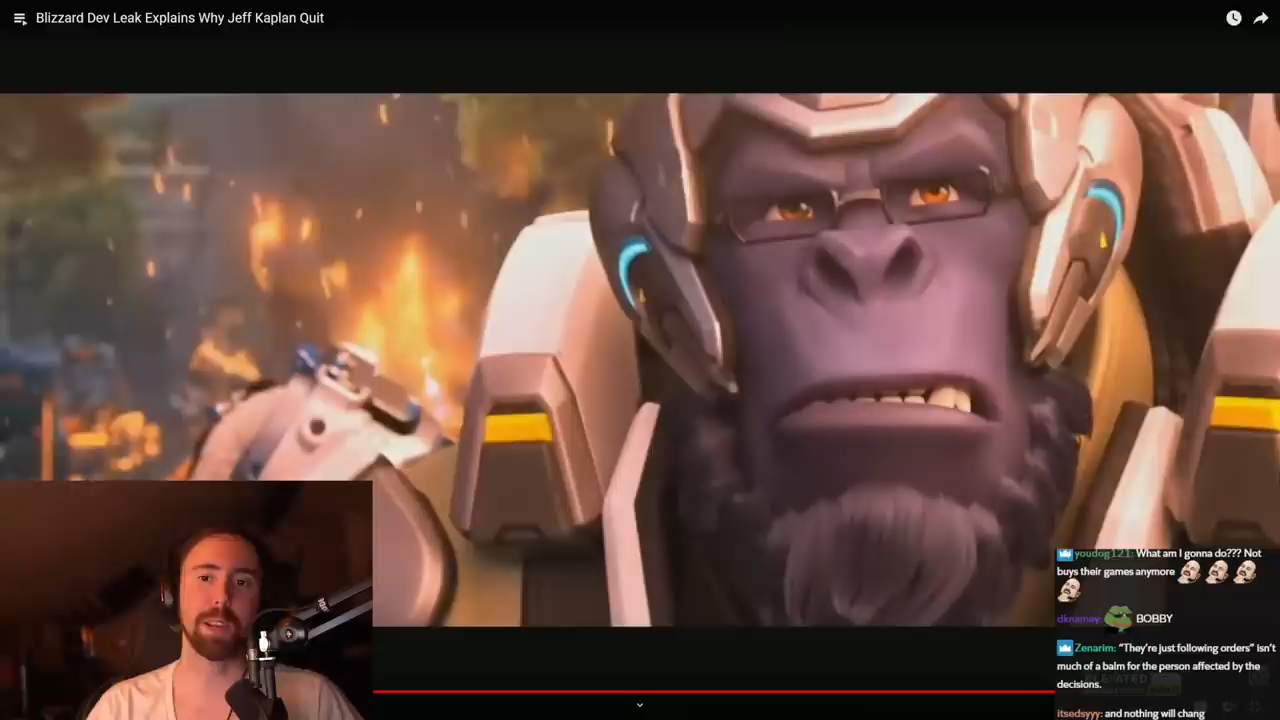 Blizzard Dev Leak Explains Why Jeff Kaplan Quit
youdog121: What am I gonna do??? Not
buys their games anymore
dknamey: BOBBY
Zenarim: “They're just following orders” isn't
much of a balm for the person affected by the
decisions.
itsedsyyy: and nothing will chang